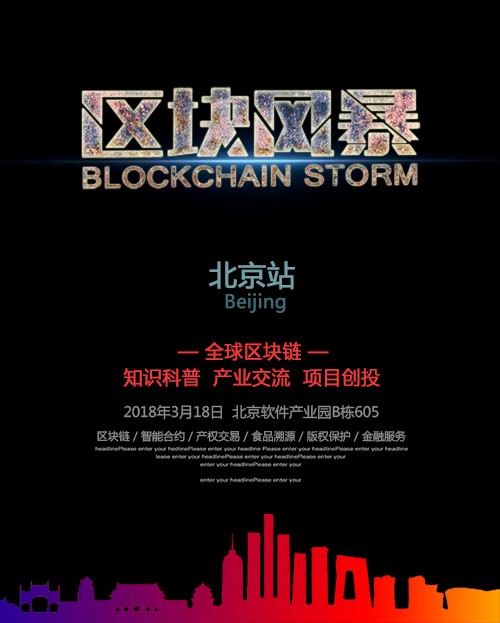 区块风暴
BLOCKCHAIN STORM
北京站
Beijing
— 全球区块链 —
知识科普 产业交流 项目创投
2018年3月18日 北京软件产业园B栋605
区块链 / 智能合约 / 产权交易 / 食品溯源 / 版权保护 / 金融服务
headlinePlease enter your hedlinePlease enter your headline Please enter your headlinePlease enter your headline
lease enter your headlinePlease enter your headlinePlease enter your
enter your headlinePlease enter your
enter your headlinePlease enter your